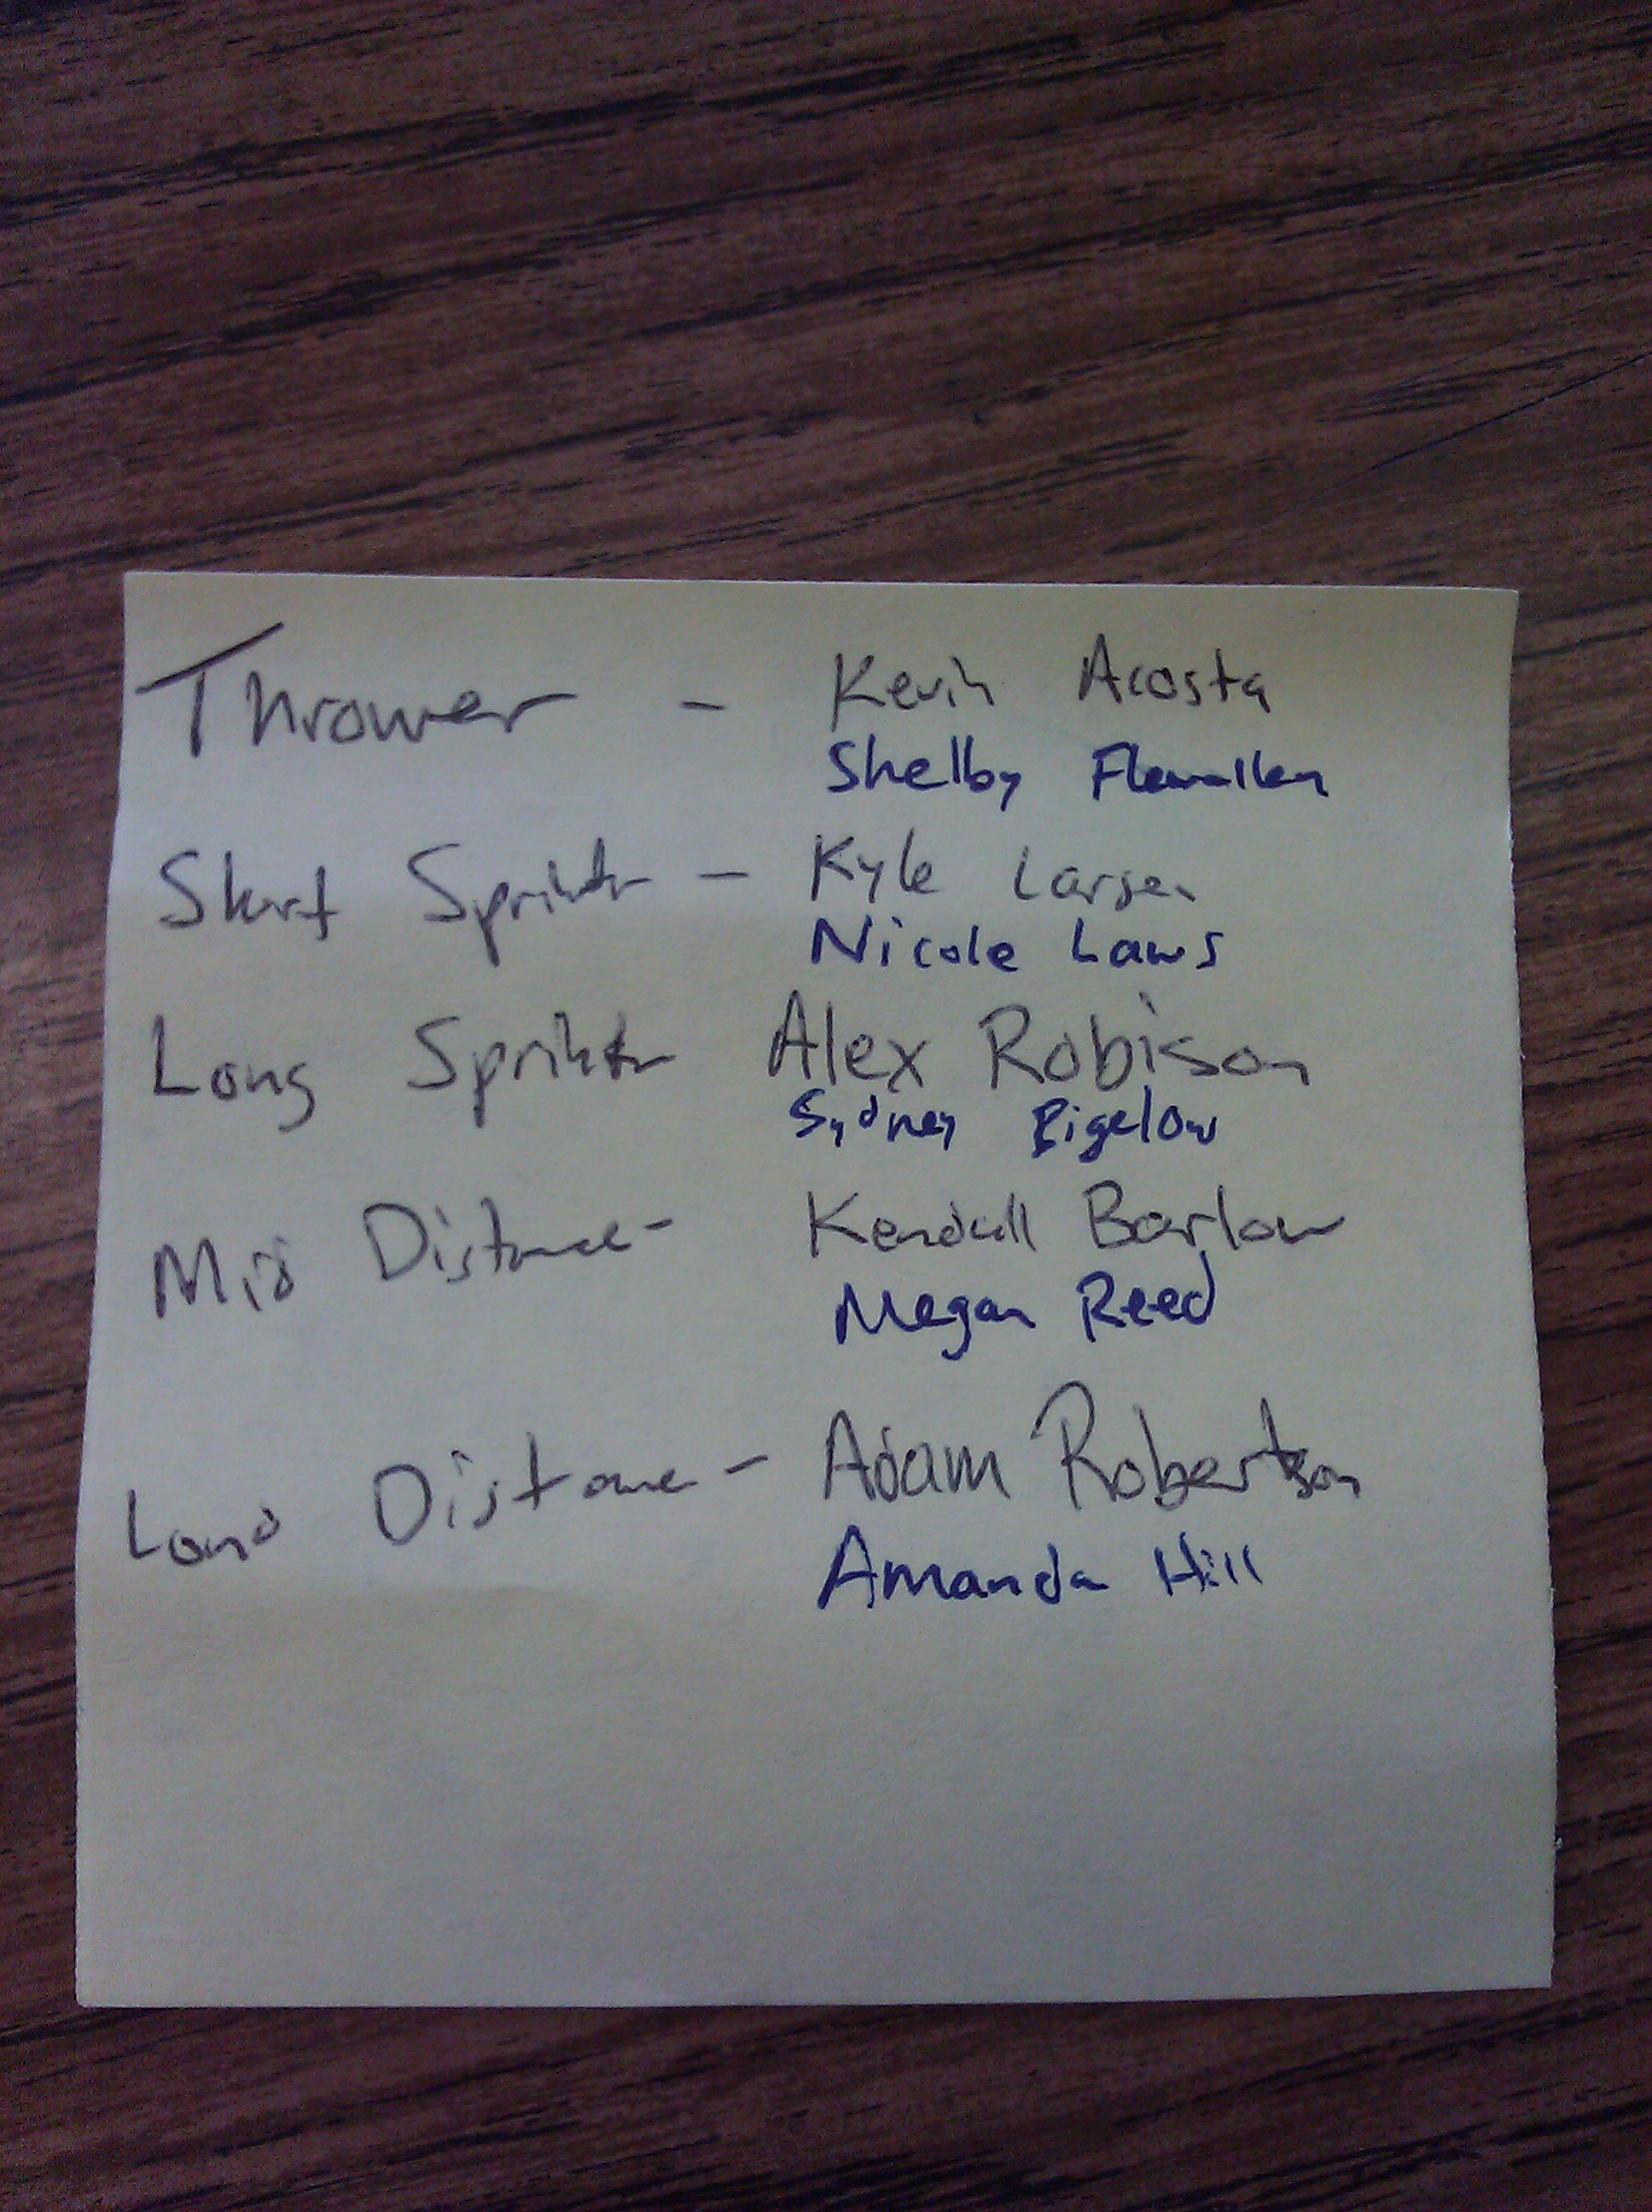 Thrower - Kevin Acosta
Shelby Flewallen
Short Sprinter - Kyle Larsen
Nicole Laws
Long Sprinter Alex Robison
Sydney Bigelow
Mid Distance - Kendall Barlow
Megan Reed
Long Distance - Adam Robertson
Amanda Hill